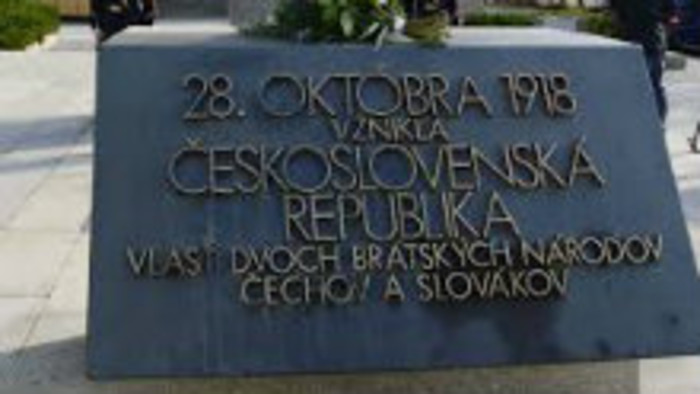 28. OKTÓBRA 1918
VZNIKLA
ČESKOSLOVENSKÁ
REPUBLIKA
VLASŤ DVOCH BRATSKÝCH NÁRODOV
ČECHOV A SLOVÁKOV